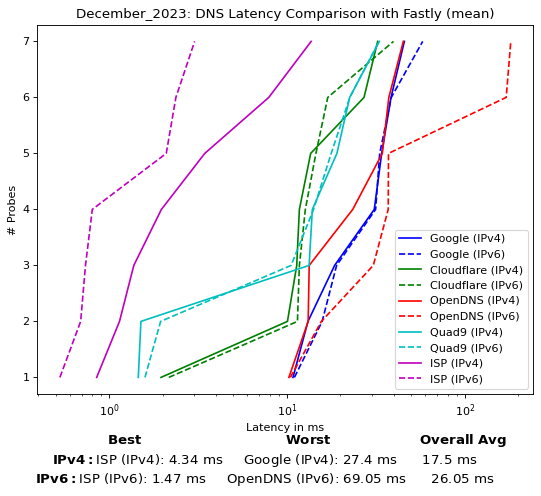 December_2023: DNS Latency Comparison with Fastly (mean)
7
6
5
4
3
2
1
# Probes
Google (IPv4)
Google (IPv6)
Cloudflare (IPv4)
Cloudflare (IPv6)
OpenDNS (IPv4)
OpenDNS (IPv6)
Quad9 (IPv4)
Quad9 (IPv6)
ISP (IPv4)
ISP (IPv6)
10⁰ 10¹ 10²
Latency in ms
Best Worst Overall Avg
IPv4: ISP (IPv4): 4.34 ms Google (IPv4): 27.4 ms 17.5 ms
IPv6: ISP (IPv6): 1.47 ms OpenDNS (IPv6): 69.05 ms 26.05 ms